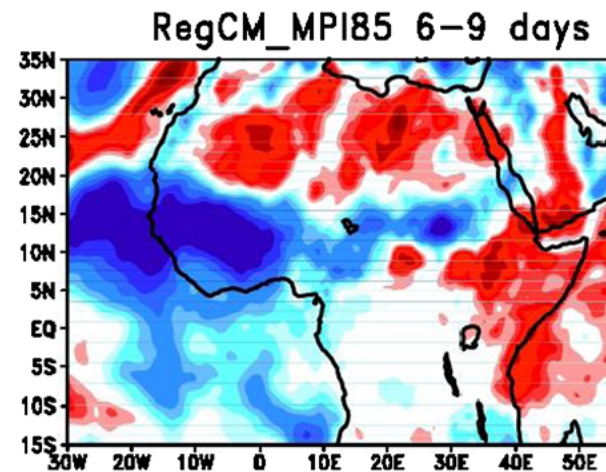 RegCM_MPI85 6-9 days
35N
30N
25N
20N
15N
10N
5N
EQ
5S
10S
15S
30W 20W 10W 0 10E 20E 30E 40E 50E